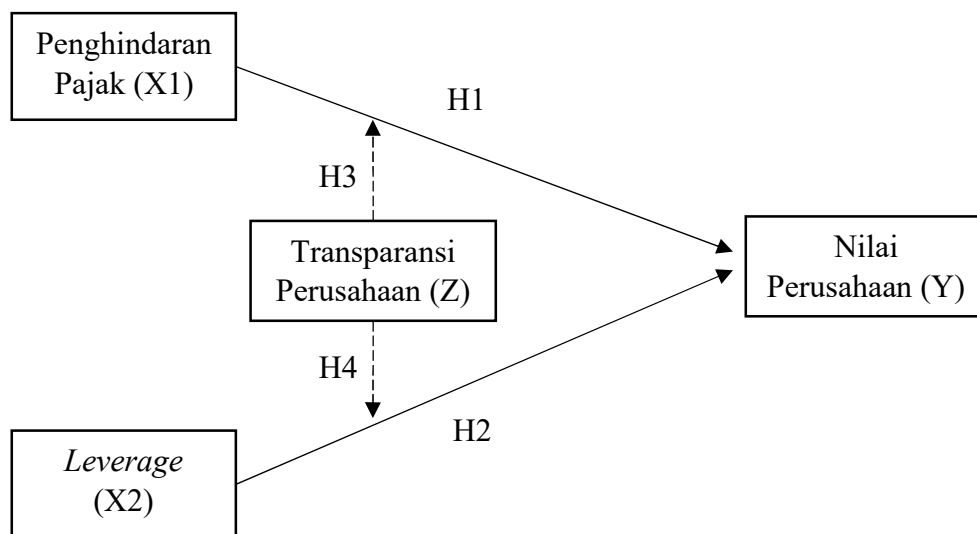 Penghindaran
Pajak (X1)
H1
H3
Transparansi
Perusahaan (Z)
Nilai
Perusahaan (Y)
H4
H2
Leverage
(X2)